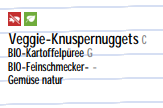 Veggie-Knuspernuggets C
BIO-Kartoffelpüree G
BIO-Feinschmecker- -
Gemüse natur